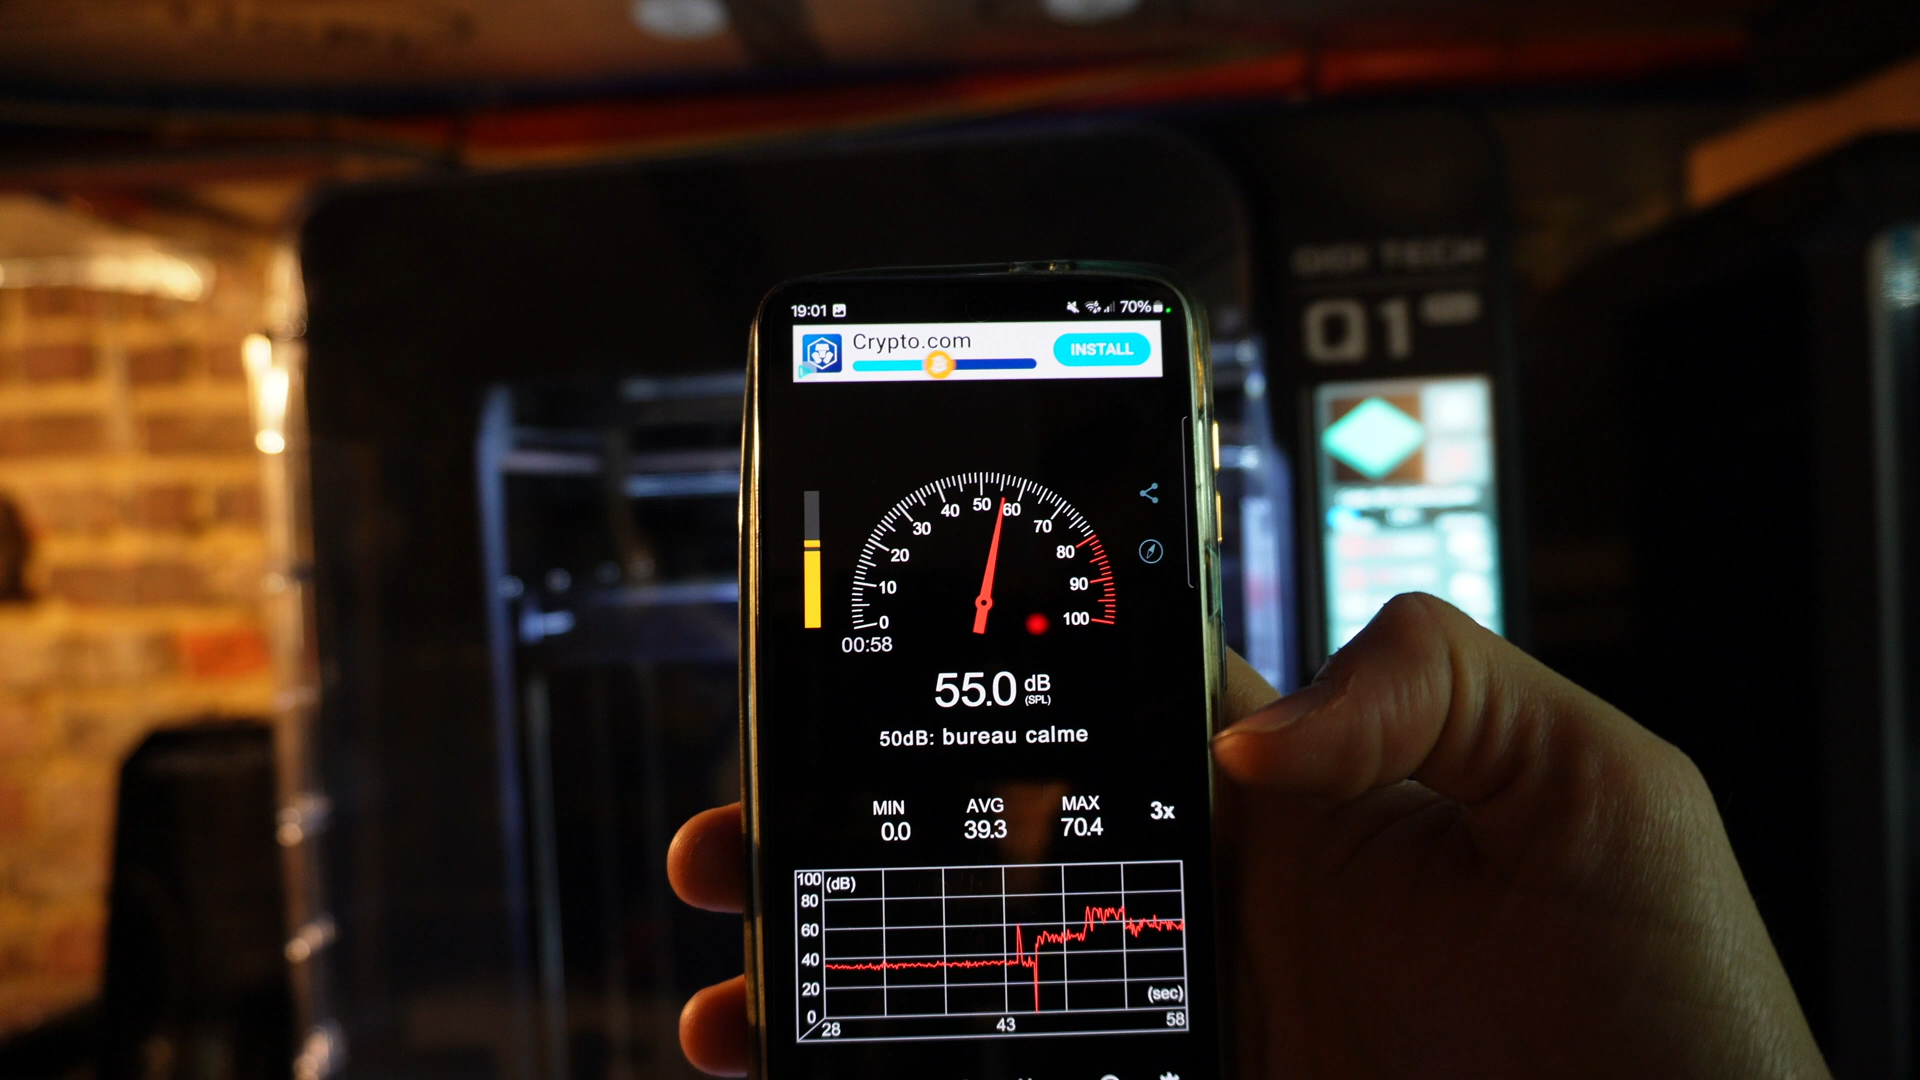 19:01 70%
Crypto.com INSTALL
0 10 20 30 40 50 60 70 80 90 100
00:58
55.0 dB
(SPL)
50dB: bureau calme
MIN AVG MAX 3x
0.0 39.3 70.4
100 (dB)
80
60
40
20 (sec)
0
28 43 58
QIDI TECH
Q1